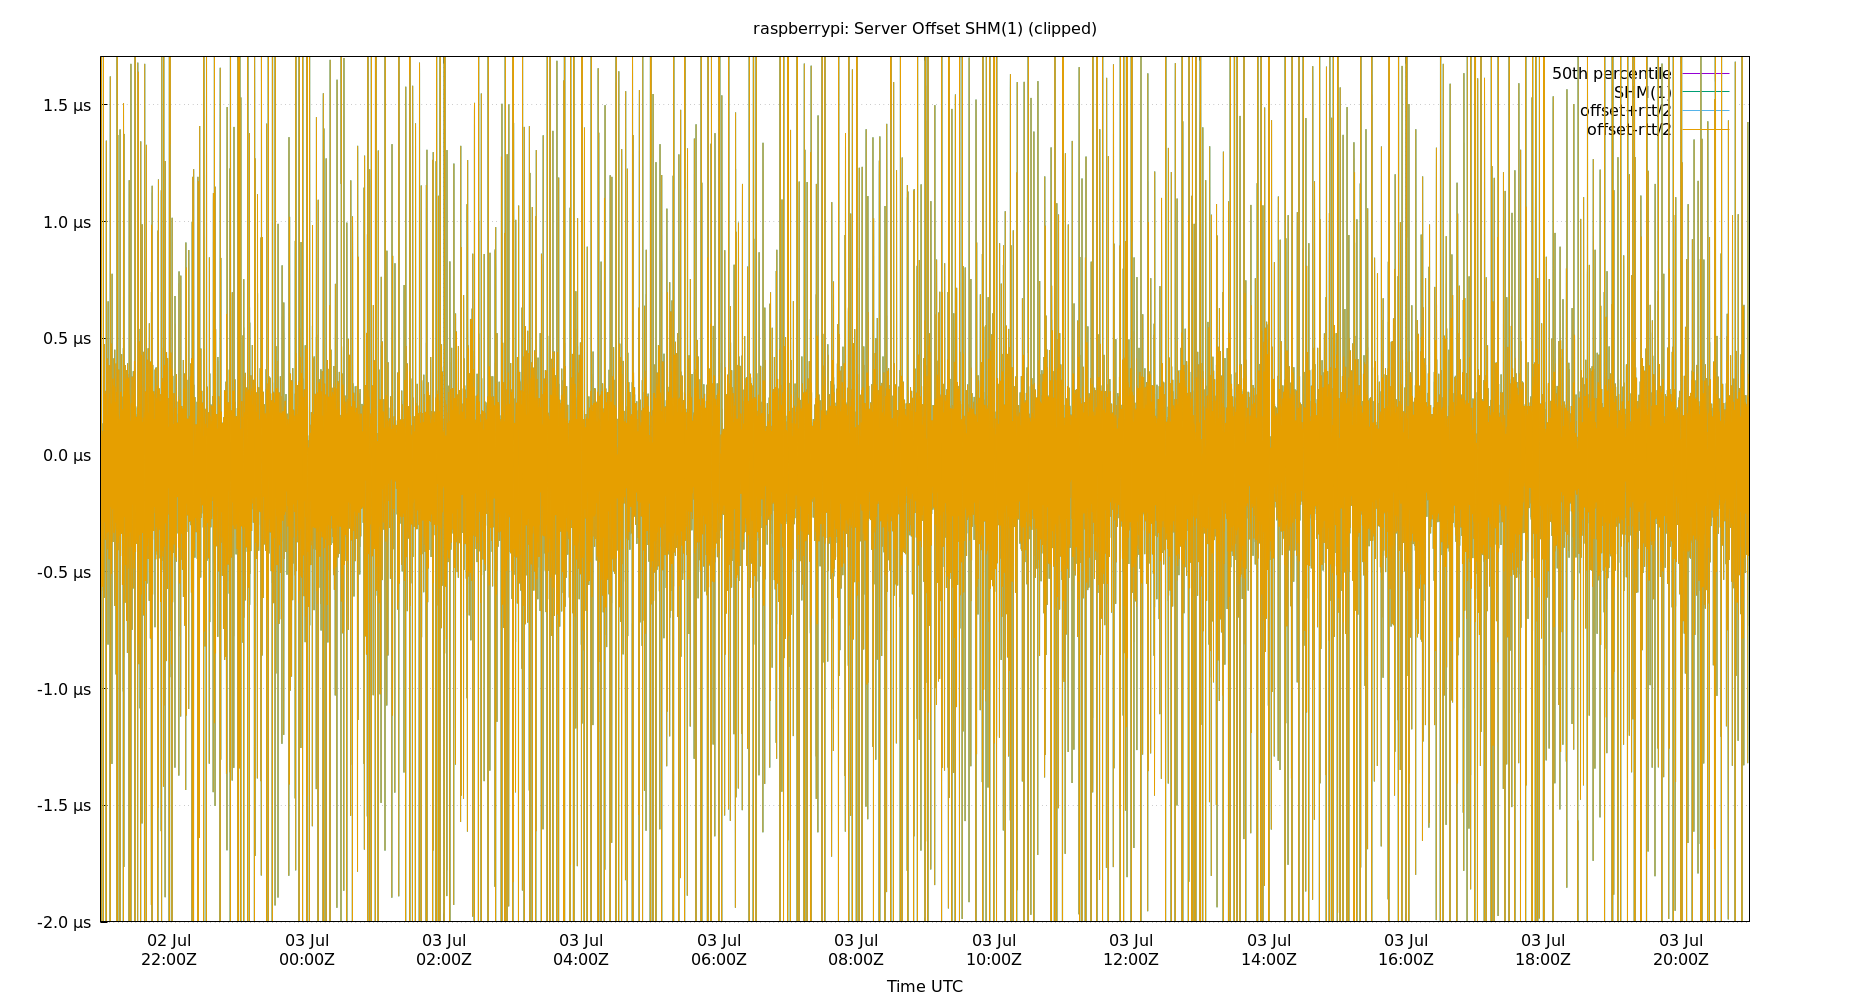 raspberrypi: Server Offset SHM(1) (clipped)
50th percentile
SHM(1)
offset+rtt/2
offset-rtt/2
1.5 µs
1.0 µs
0.5 µs
0.0 µs
-0.5 µs
-1.0 µs
-1.5 µs
-2.0 µs
02 Jul 03 Jul 03 Jul 03 Jul 03 Jul 03 Jul 03 Jul 03 Jul 03 Jul 03 Jul 03 Jul 03 Jul
22:00Z 00:00Z 02:00Z 04:00Z 06:00Z 08:00Z 10:00Z 12:00Z 14:00Z 16:00Z 18:00Z 20:00Z
Time UTC